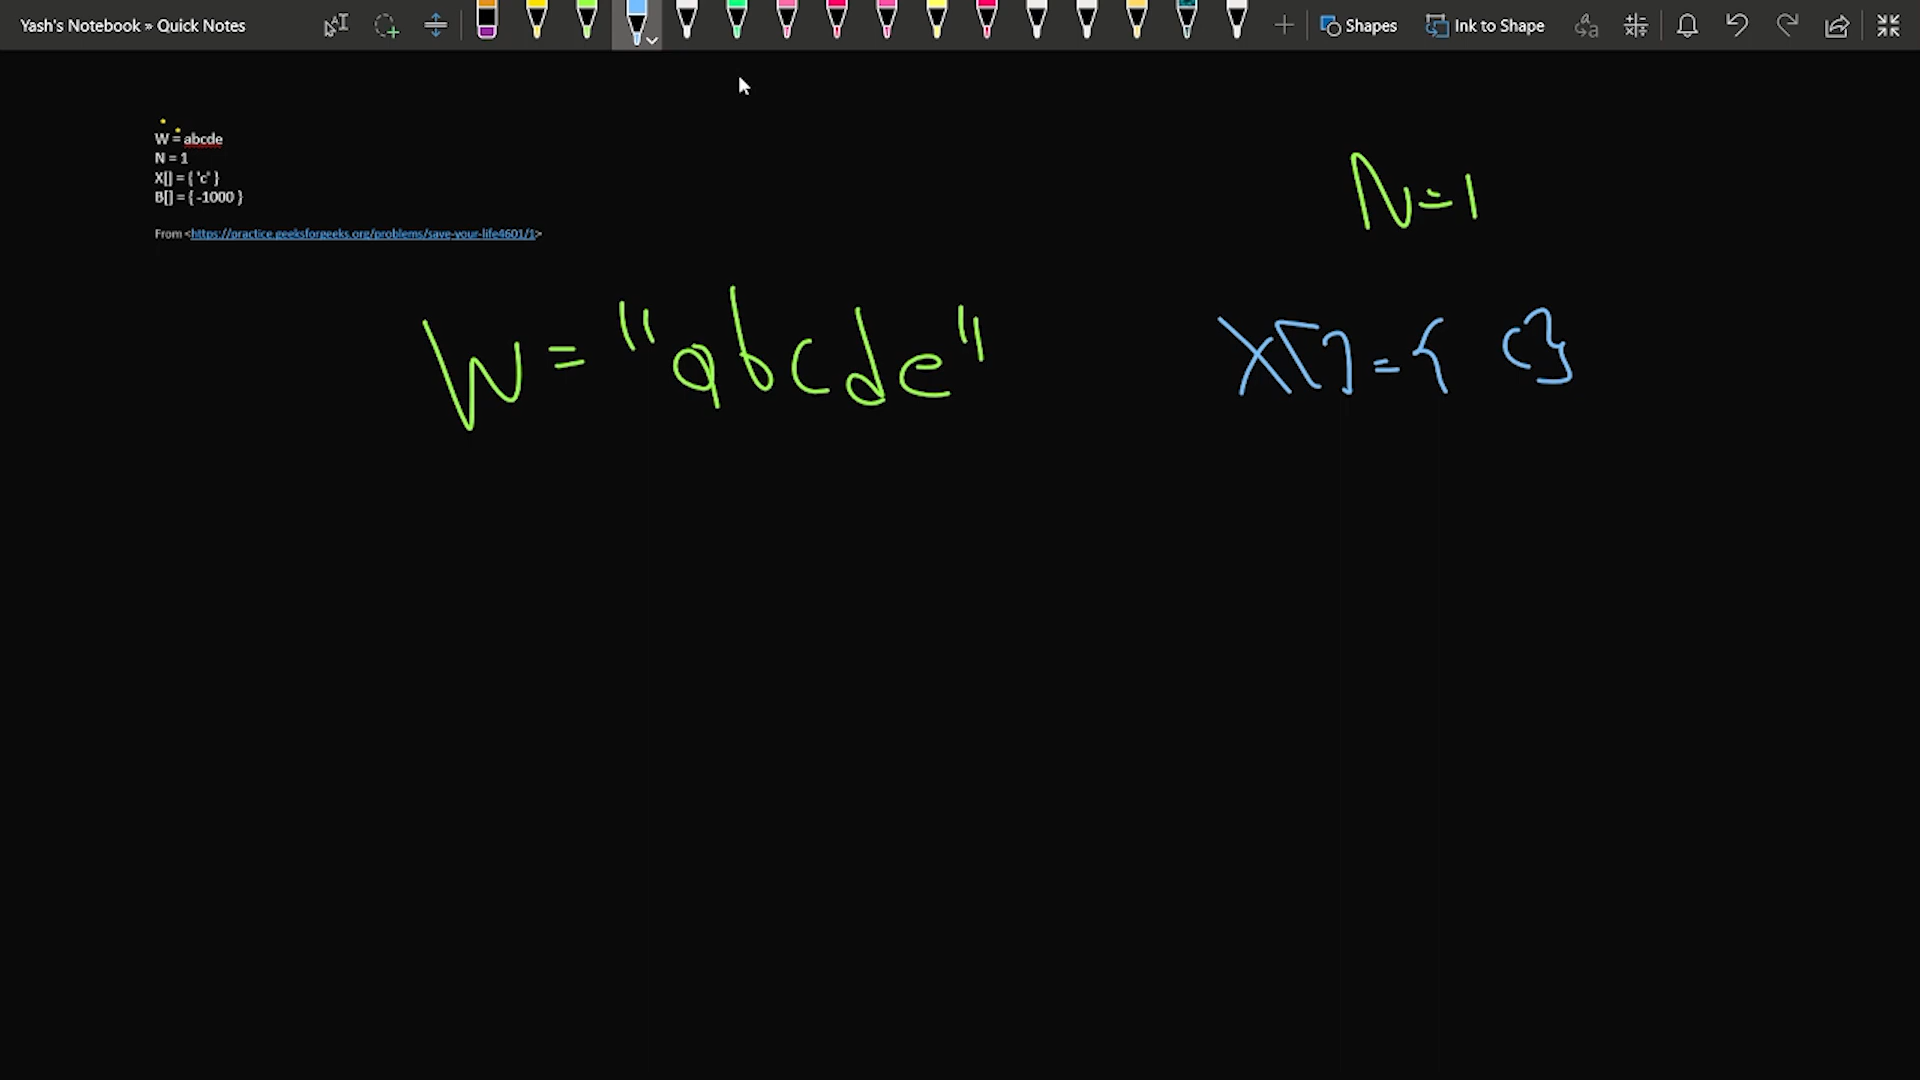 Yash's Notebook » Quick Notes
Shapes
Ink to Shape
W = abcde
N = 1
X[] = { 'c' }
B[] = { -1000 }
From <https://practice.geeksforgeeks.org/problems/save-your-life4601/1>
N=1
W = "abcde"
X[] = { c}